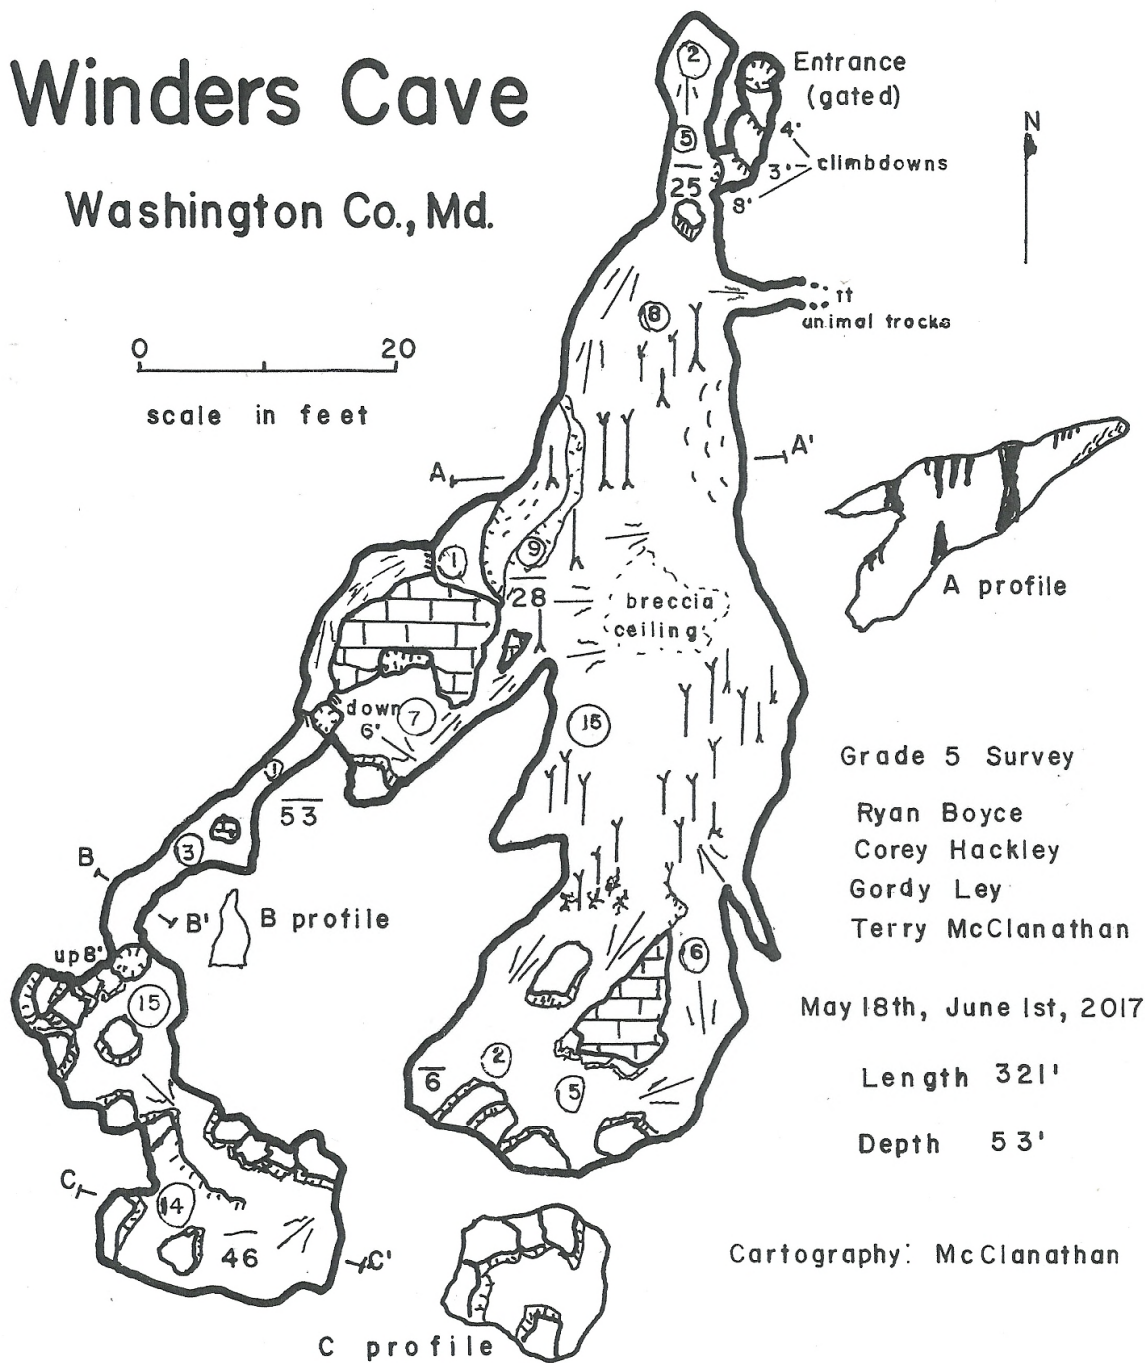 Winders Cave
Washington Co., Md.
0 20
scale in feet
2
Entrance
(gated)
5
4'
3'
8'
climbdowns
N
25
8
tt
animal tracks
A
A'
A profile
1
9
28
breccia
ceiling
down
6'
7
15
1
53
3
B
B'
B profile
up 8'
15
6
2
6
5
C
14
46
C'
C profile
Grade 5 Survey
Ryan Boyce
Corey Hackley
Gordy Ley
Terry McClanathan
May 18th, June 1st, 2017
Length 321'
Depth 53'
Cartography: McClanathan